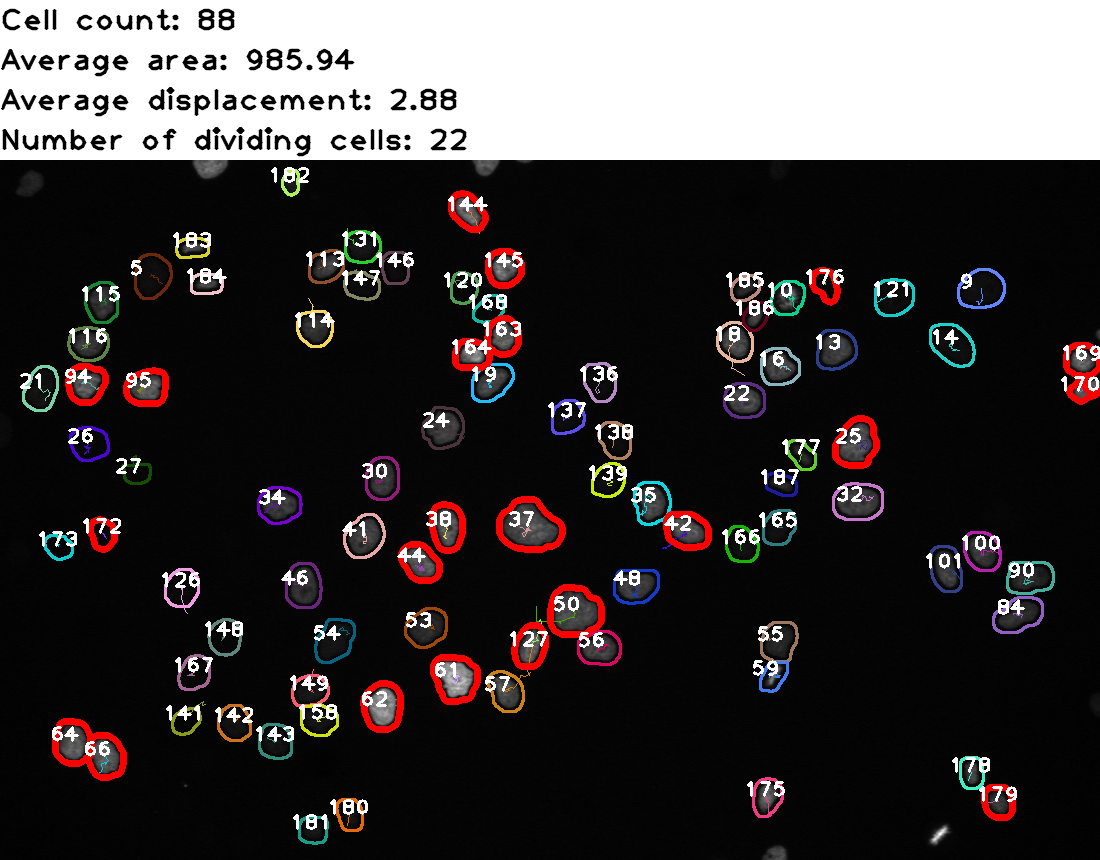 Cell count: 88
Average area: 985.94
Average displacement: 2.88
Number of dividing cells: 22
182
144
183 131
5 113 146 145
184 147 120 185 10 176 121 9
115 168 186
114 163 18 13 14
116 164 16 169
21 94 95 19 136 22 170
137
24 138 25
26 177
27 30 139 187
34 35 32
172 41 38 37 42 165
173 166 100
44 101 90
126 46 48
50 84
148 54 53 127 56 55
167 61 59
149 57
141 142 158 62
64 143
66
178
175 179
181 180